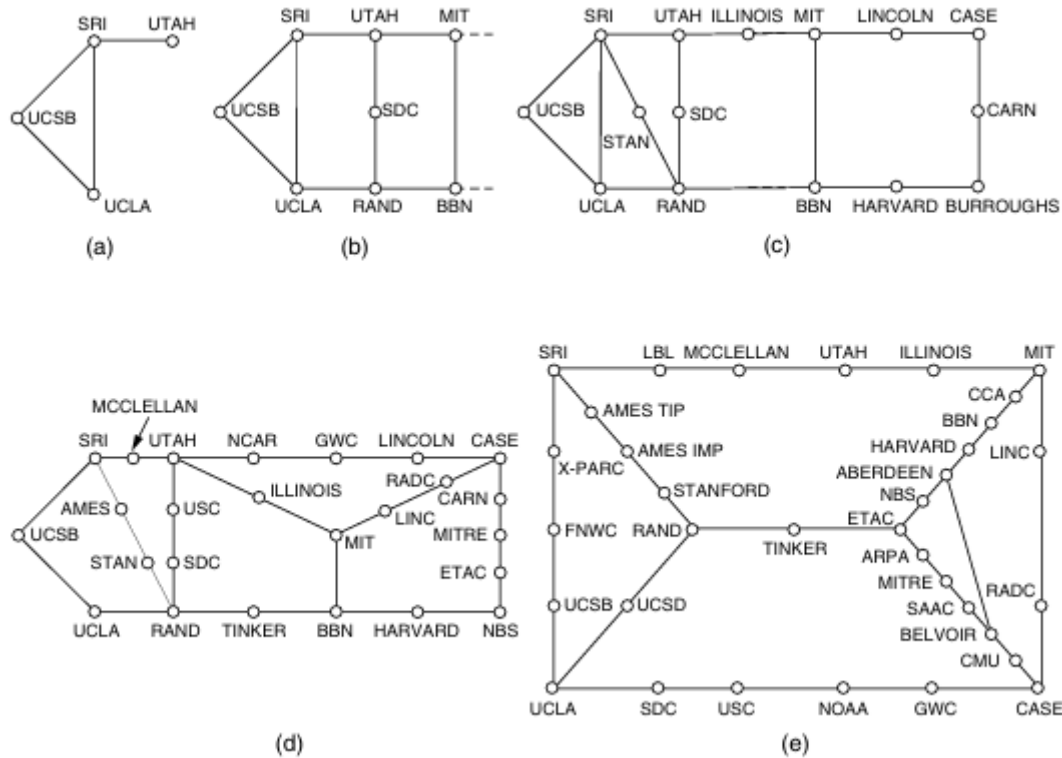 SRI UTAH
UCSB
UCLA
(a)
SRI UTAH MIT
UCSB SDC
UCLA RAND BBN
(b)
SRI UTAH ILLINOIS MIT LINCOLN CASE
UCSB SDC CARN
STAN
UCLA RAND BBN HARVARD BURROUGHS
(c)
MCCLELLAN
SRI UTAH NCAR GWC LINCOLN CASE
RADC
ILLINOIS CARN
AMES USC LINC
UCSB MIT MITRE
STAN SDC ETAC
UCLA RAND TINKER BBN HARVARD NBS
(d)
SRI LBL MCCLELLAN UTAH ILLINOIS MIT
CCA
AMES TIP BBN
AMES IMP HARVARD LINC
X-PARC ABERDEEN
STANFORD NBS
FNWC RAND ETAC
TINKER
ARPA
MITRE RADC
UCSB UCSD SAAC
BELVOIR
CMU
UCLA SDC USC NOAA GWC CASE
(e)